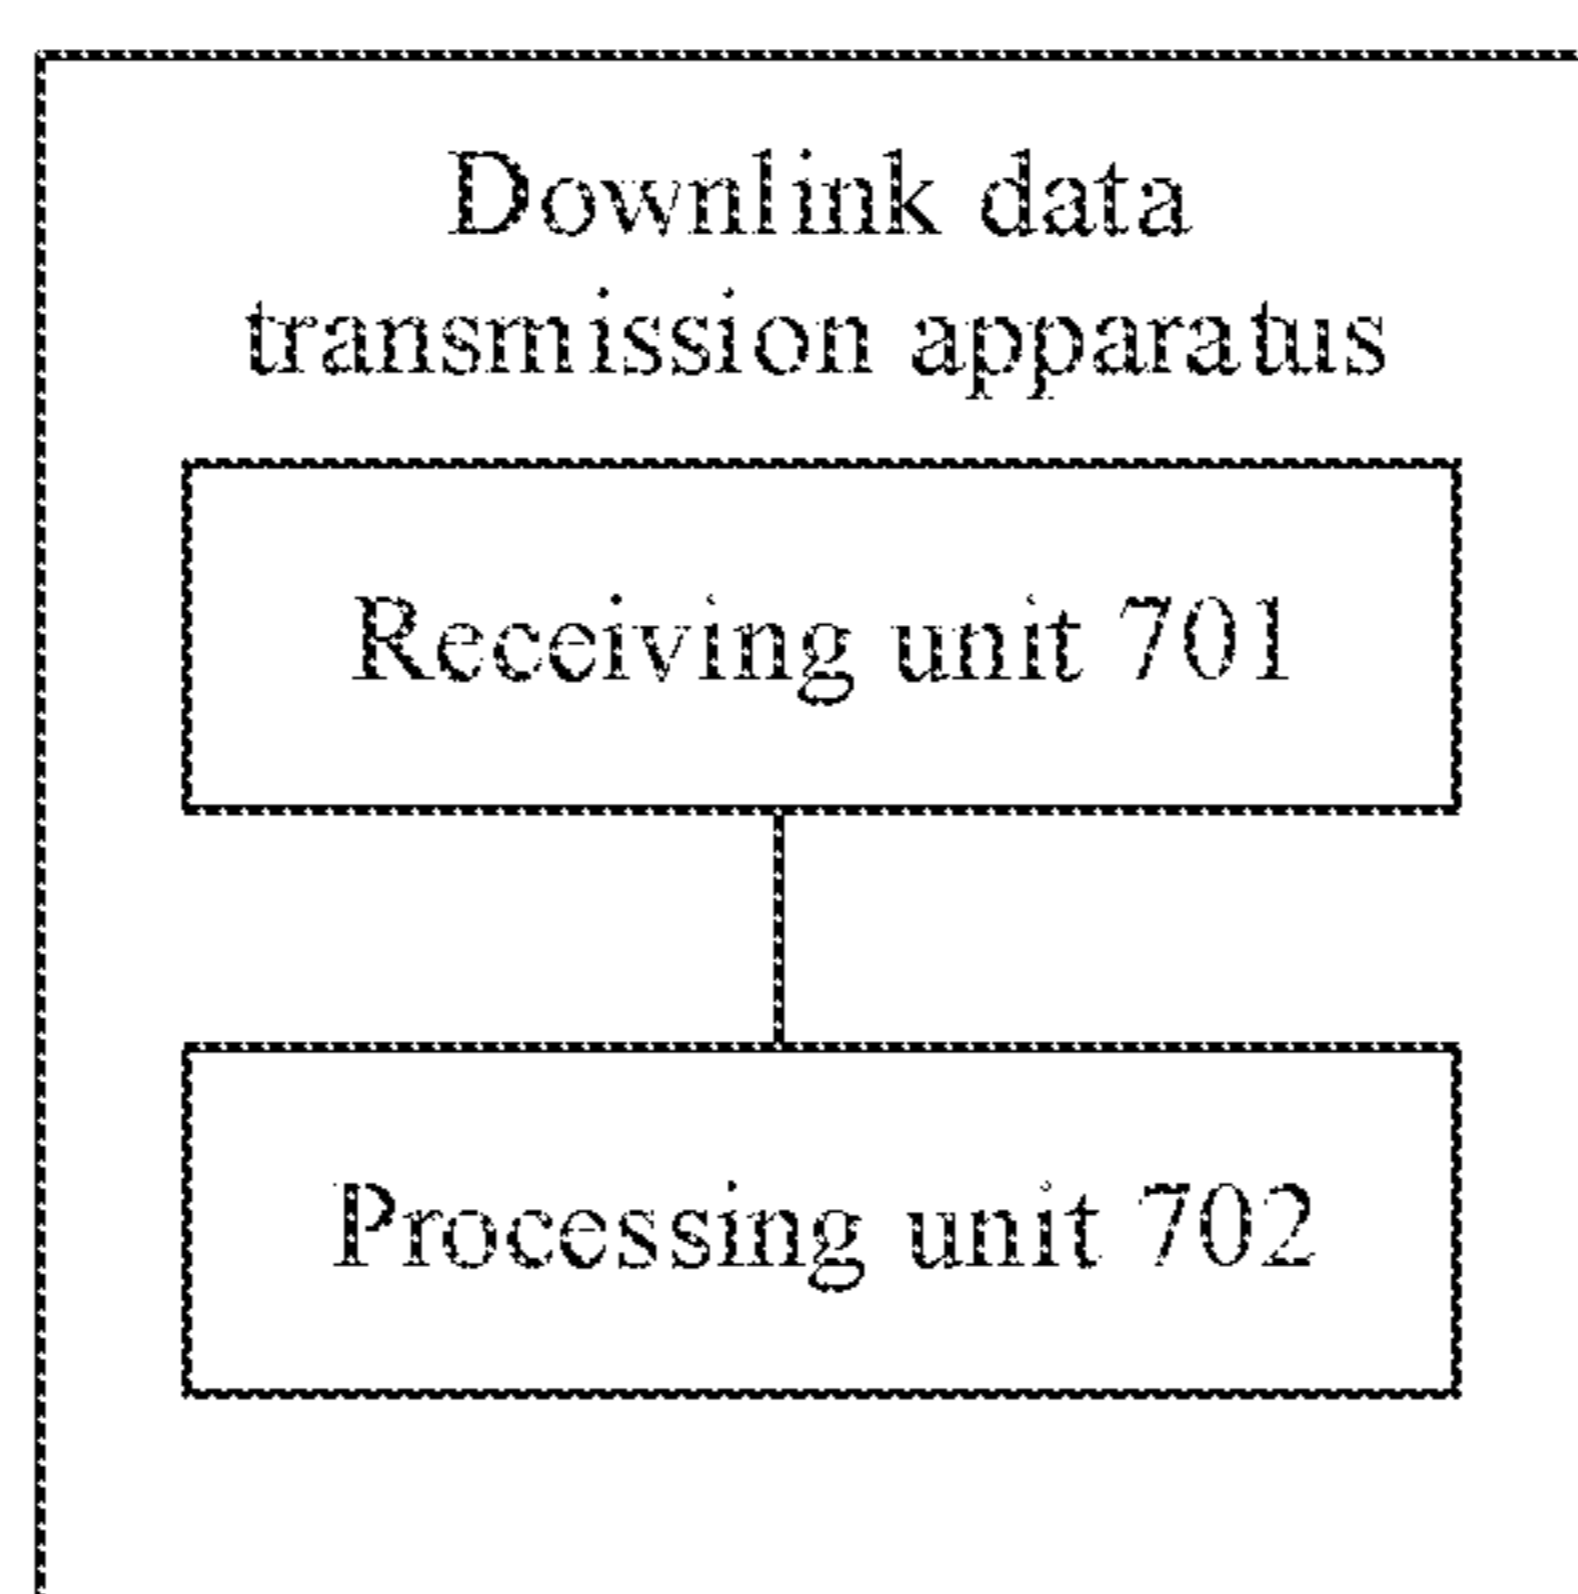 Downlink data
transmission apparatus
Receiving unit 701
Processing unit 702